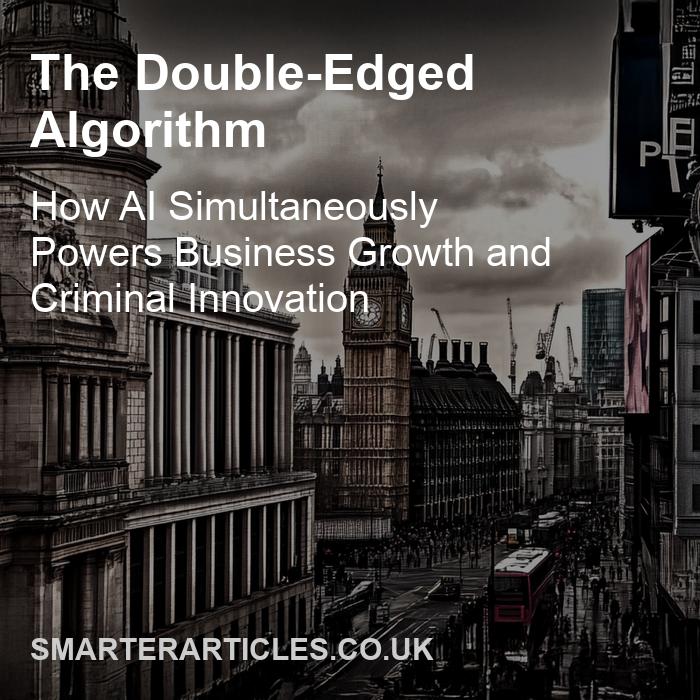 The Double-Edged
Algorithm
How AI Simultaneously
Powers Business Growth and
Criminal Innovation
SMARTERARTICLES.CO.UK